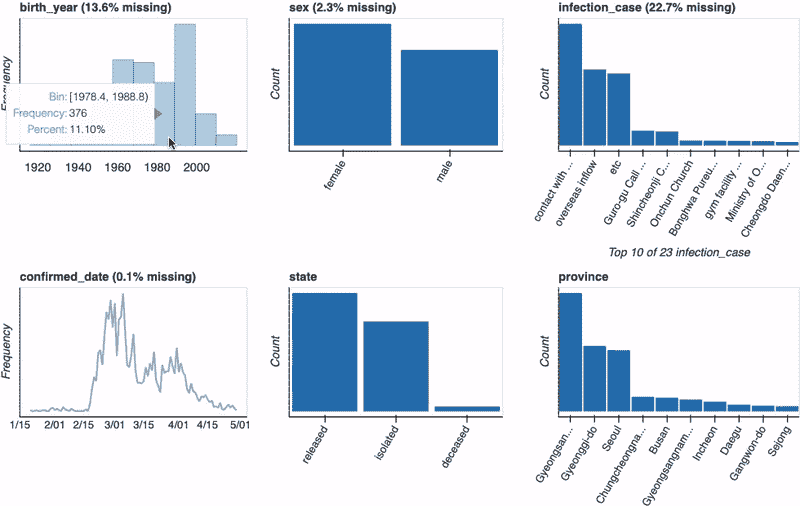 birth_year (13.6% missing)
Frequency
Bin: [1978.4, 1988.8)
Frequency: 376
Percent: 11.10%
1920 1940 1960 1980 2000
sex (2.3% missing)
Count
female
male
infection_case (22.7% missing)
Count
contact with ...
overseas inflow
etc
Guro-gu Call ...
Shincheonji C...
Onchun Church
Bonghwa Pureu...
gym facility ...
Ministry of O...
Cheongdo Daen...
Top 10 of 23 infection_case
confirmed_date (0.1% missing)
Frequency
1/15 2/01 2/15 3/01 3/15 4/01 4/15 5/01
state
Count
released
isolated
deceased
province
Count
Gyeongsan...
Gyeonggi-do
Seoul
Chungcheongna...
Busan
Gyeongsangnam...
Incheon
Daegu
Gangwon-do
Sejong